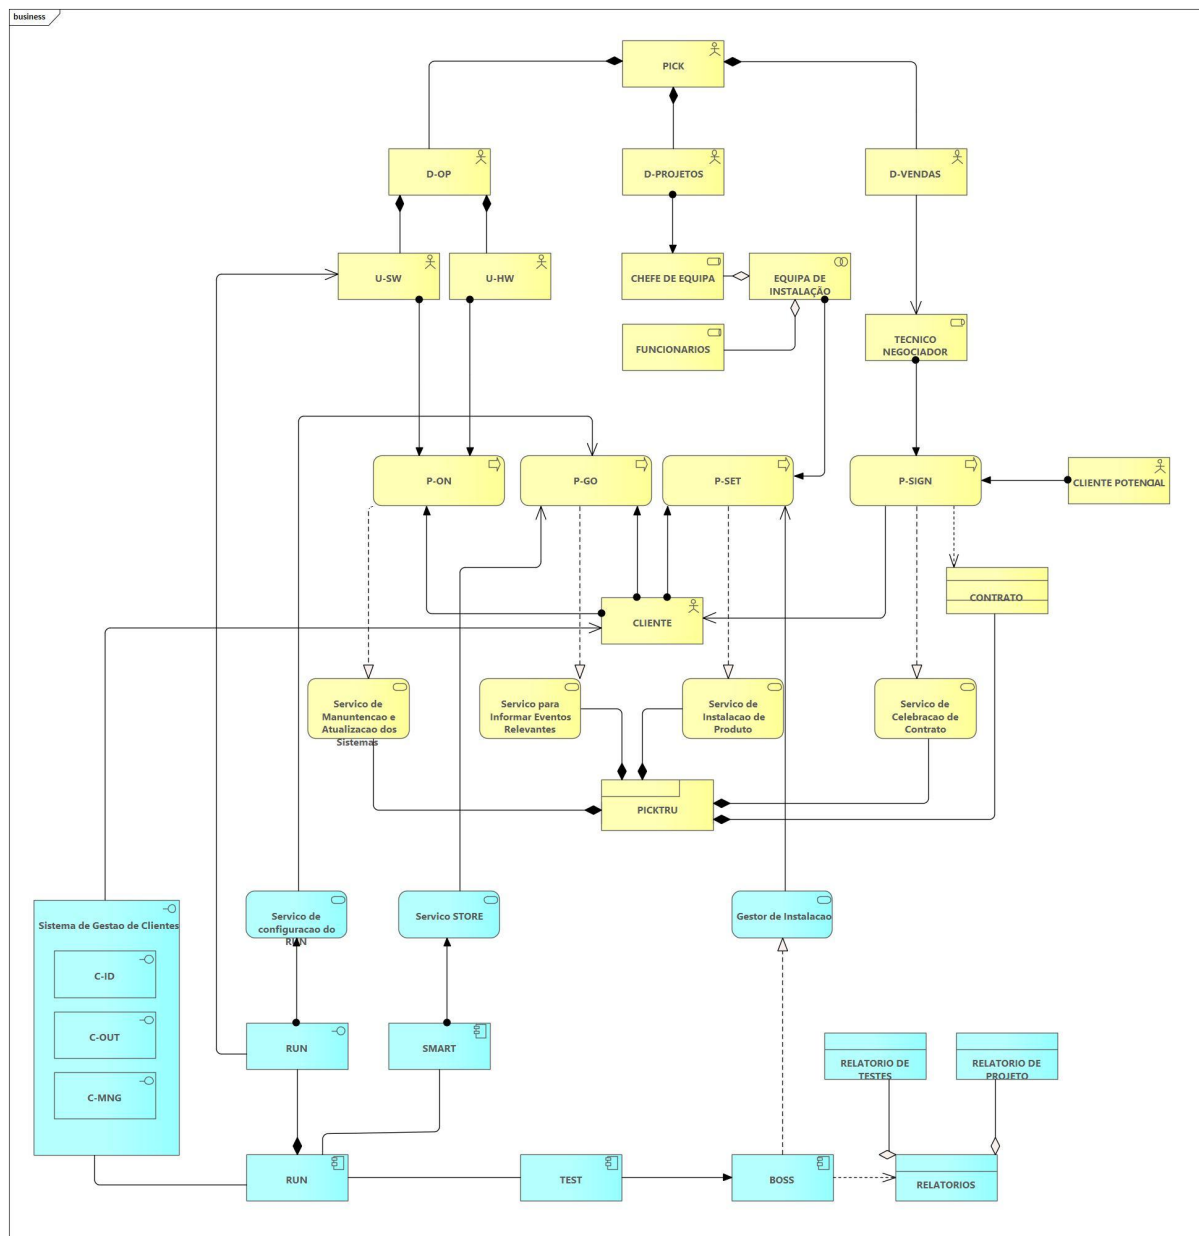 business
PICK
D-OP
D-PROJETOS
D-VENDAS
U-SW
U-HW
CHEFE DE EQUIPA
EQUIPA DE
INSTALAÇÃO
FUNCIONARIOS
TECNICO
NEGOCIADOR
P-ON
P-GO
P-SET
P-SIGN
CLIENTE POTENCIAL
CONTRATO
CLIENTE
Servico de
Manuntencao e
Atualizacao dos
Sistemas
Servico para
Informar Eventos
Relevantes
Servico de
Instalacao de
Produto
Servico de
Celebracao de
Contrato
PICKTRU
Sistema de Gestao de Clientes
C-ID
C-OUT
C-MNG
Servico de
configuracao do
RUN
Servico STORE
Gestor de Instalacao
RUN
SMART
RELATORIO DE
TESTES
RELATORIO DE
PROJETO
RUN
TEST
BOSS
RELATORIOS